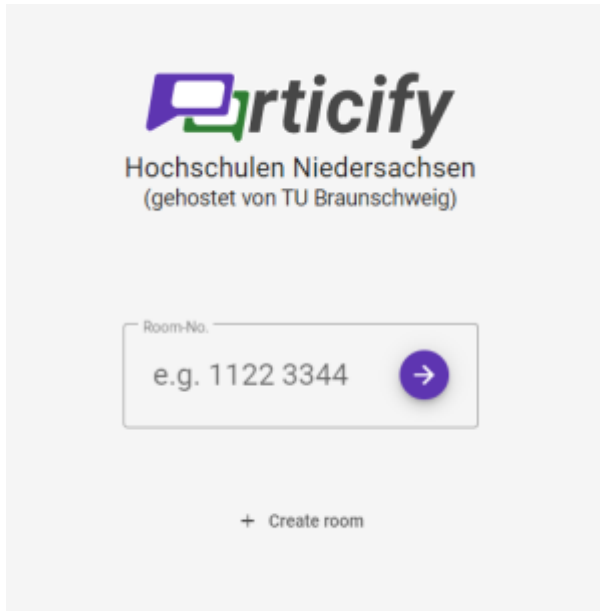 Particify
Hochschulen Niedersachsen
(gehostet von TU Braunschweig)
Room-No.
e.g. 1122 3344
+ Create room